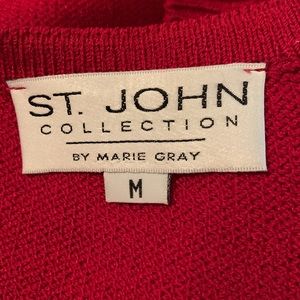 ST. JOHN
COLLECTION
BY MARIE GRAY
M